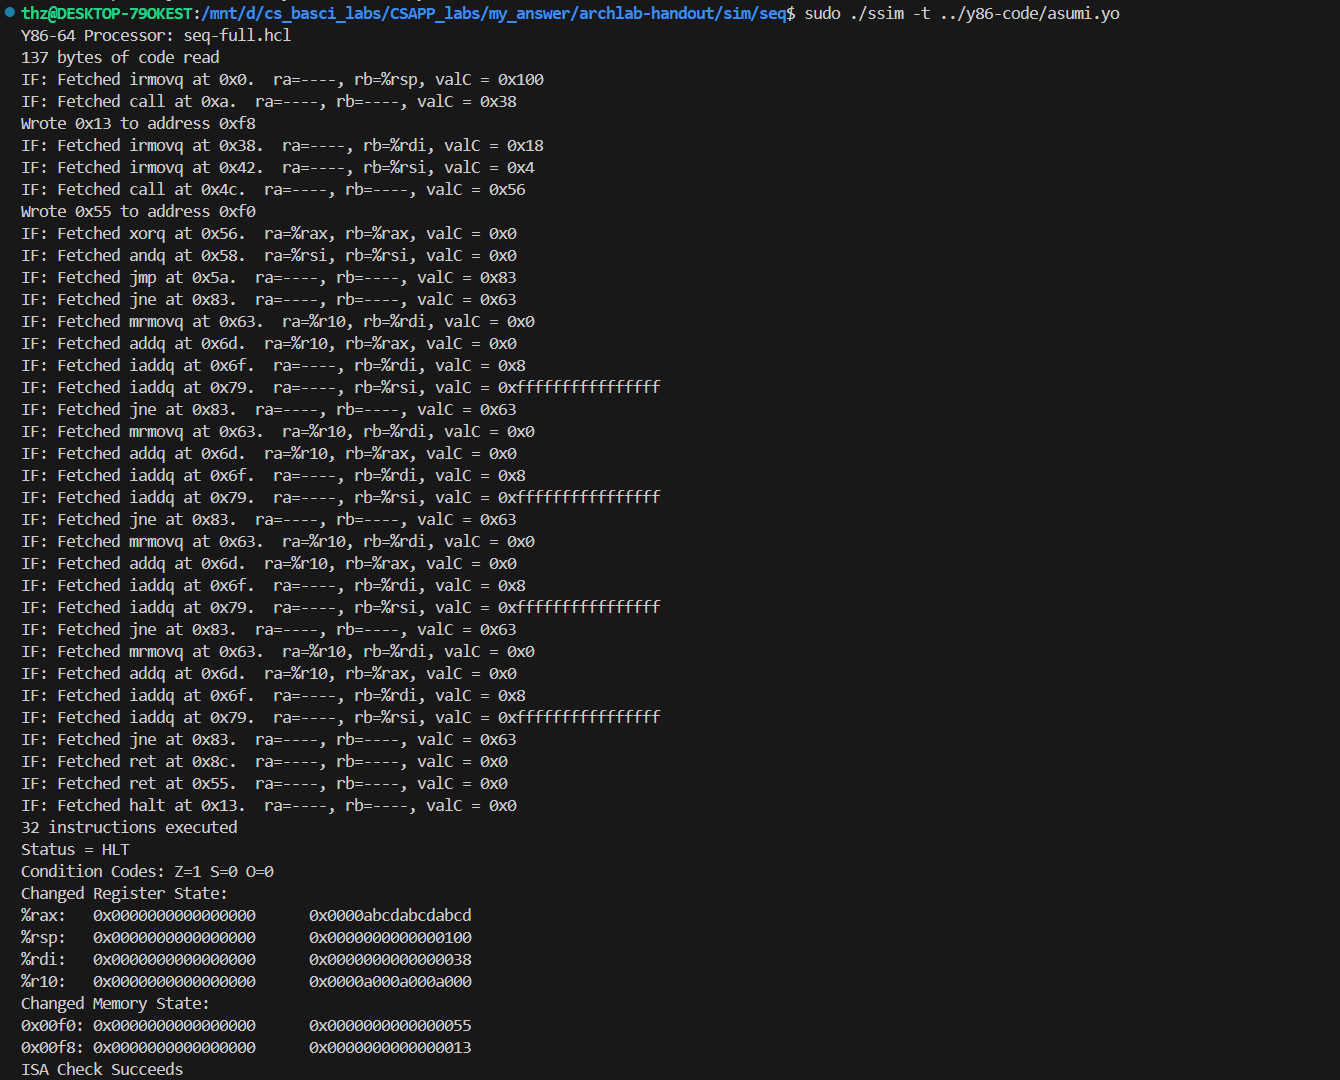 thz@DESKTOP-79OKEST:/mnt/d/cs_basci_labs/CSAPP_labs/my_answer/archlab-handout/sim/seq$ sudo ./ssim -t ../y86-code/asumi.yo
Y86-64 Processor: seq-full.hcl
137 bytes of code read
IF: Fetched irmovq at 0x0.  ra=----, rb=%rsp, valC = 0x100
IF: Fetched call at 0xa.  ra=----, rb=----, valC = 0x38
Wrote 0x13 to address 0xf8
IF: Fetched irmovq at 0x38.  ra=----, rb=%rdi, valC = 0x18
IF: Fetched irmovq at 0x42.  ra=----, rb=%rsi, valC = 0x4
IF: Fetched call at 0x4c.  ra=----, rb=----, valC = 0x56
Wrote 0x55 to address 0xf0
IF: Fetched xorq at 0x56.  ra=%rax, rb=%rax, valC = 0x0
IF: Fetched andq at 0x58.  ra=%rsi, rb=%rsi, valC = 0x0
IF: Fetched jmp at 0x5a.  ra=----, rb=----, valC = 0x83
IF: Fetched jne at 0x83.  ra=----, rb=----, valC = 0x63
IF: Fetched mrmovq at 0x63.  ra=%r10, rb=%rdi, valC = 0x0
IF: Fetched addq at 0x6d.  ra=%r10, rb=%rax, valC = 0x0
IF: Fetched iaddq at 0x6f.  ra=----, rb=%rdi, valC = 0x8
IF: Fetched iaddq at 0x79.  ra=----, rb=%rsi, valC = 0xffffffffffffffff
IF: Fetched jne at 0x83.  ra=----, rb=----, valC = 0x63
IF: Fetched mrmovq at 0x63.  ra=%r10, rb=%rdi, valC = 0x0
IF: Fetched addq at 0x6d.  ra=%r10, rb=%rax, valC = 0x0
IF: Fetched iaddq at 0x6f.  ra=----, rb=%rdi, valC = 0x8
IF: Fetched iaddq at 0x79.  ra=----, rb=%rsi, valC = 0xffffffffffffffff
IF: Fetched jne at 0x83.  ra=----, rb=----, valC = 0x63
IF: Fetched mrmovq at 0x63.  ra=%r10, rb=%rdi, valC = 0x0
IF: Fetched addq at 0x6d.  ra=%r10, rb=%rax, valC = 0x0
IF: Fetched iaddq at 0x6f.  ra=----, rb=%rdi, valC = 0x8
IF: Fetched iaddq at 0x79.  ra=----, rb=%rsi, valC = 0xffffffffffffffff
IF: Fetched jne at 0x83.  ra=----, rb=----, valC = 0x63
IF: Fetched mrmovq at 0x63.  ra=%r10, rb=%rdi, valC = 0x0
IF: Fetched addq at 0x6d.  ra=%r10, rb=%rax, valC = 0x0
IF: Fetched iaddq at 0x6f.  ra=----, rb=%rdi, valC = 0x8
IF: Fetched iaddq at 0x79.  ra=----, rb=%rsi, valC = 0xffffffffffffffff
IF: Fetched jne at 0x83.  ra=----, rb=----, valC = 0x63
IF: Fetched ret at 0x8c.  ra=----, rb=----, valC = 0x0
IF: Fetched ret at 0x55.  ra=----, rb=----, valC = 0x0
IF: Fetched halt at 0x13.  ra=----, rb=----, valC = 0x0
32 instructions executed
Status = HLT
Condition Codes: Z=1 S=0 O=0
Changed Register State:
%rax:   0x0000000000000000      0x0000abcdabcdabcd
%rsp:   0x0000000000000000      0x0000000000000100
%rdi:   0x0000000000000000      0x0000000000000038
%r10:   0x0000000000000000      0x0000a000a000a000
Changed Memory State:
0x00f0: 0x0000000000000000      0x0000000000000055
0x00f8: 0x0000000000000000      0x0000000000000013
ISA Check Succeeds